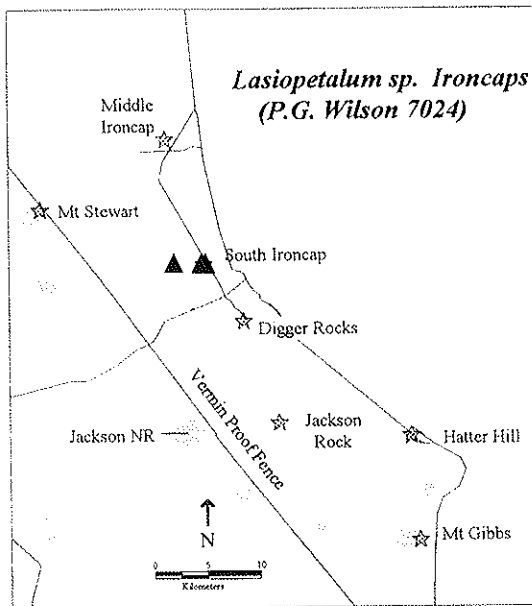 Lasiopetalum sp. Ironcaps
(P.G. Wilson 7024)
Middle
Ironcap
Mt Stewart
South Ironcap
Digger Rocks
Vermin Proof Fence
Jackson NR
Jackson
Rock
Hatter Hill
Mt Gibbs
N
0 5 10
Kilometers